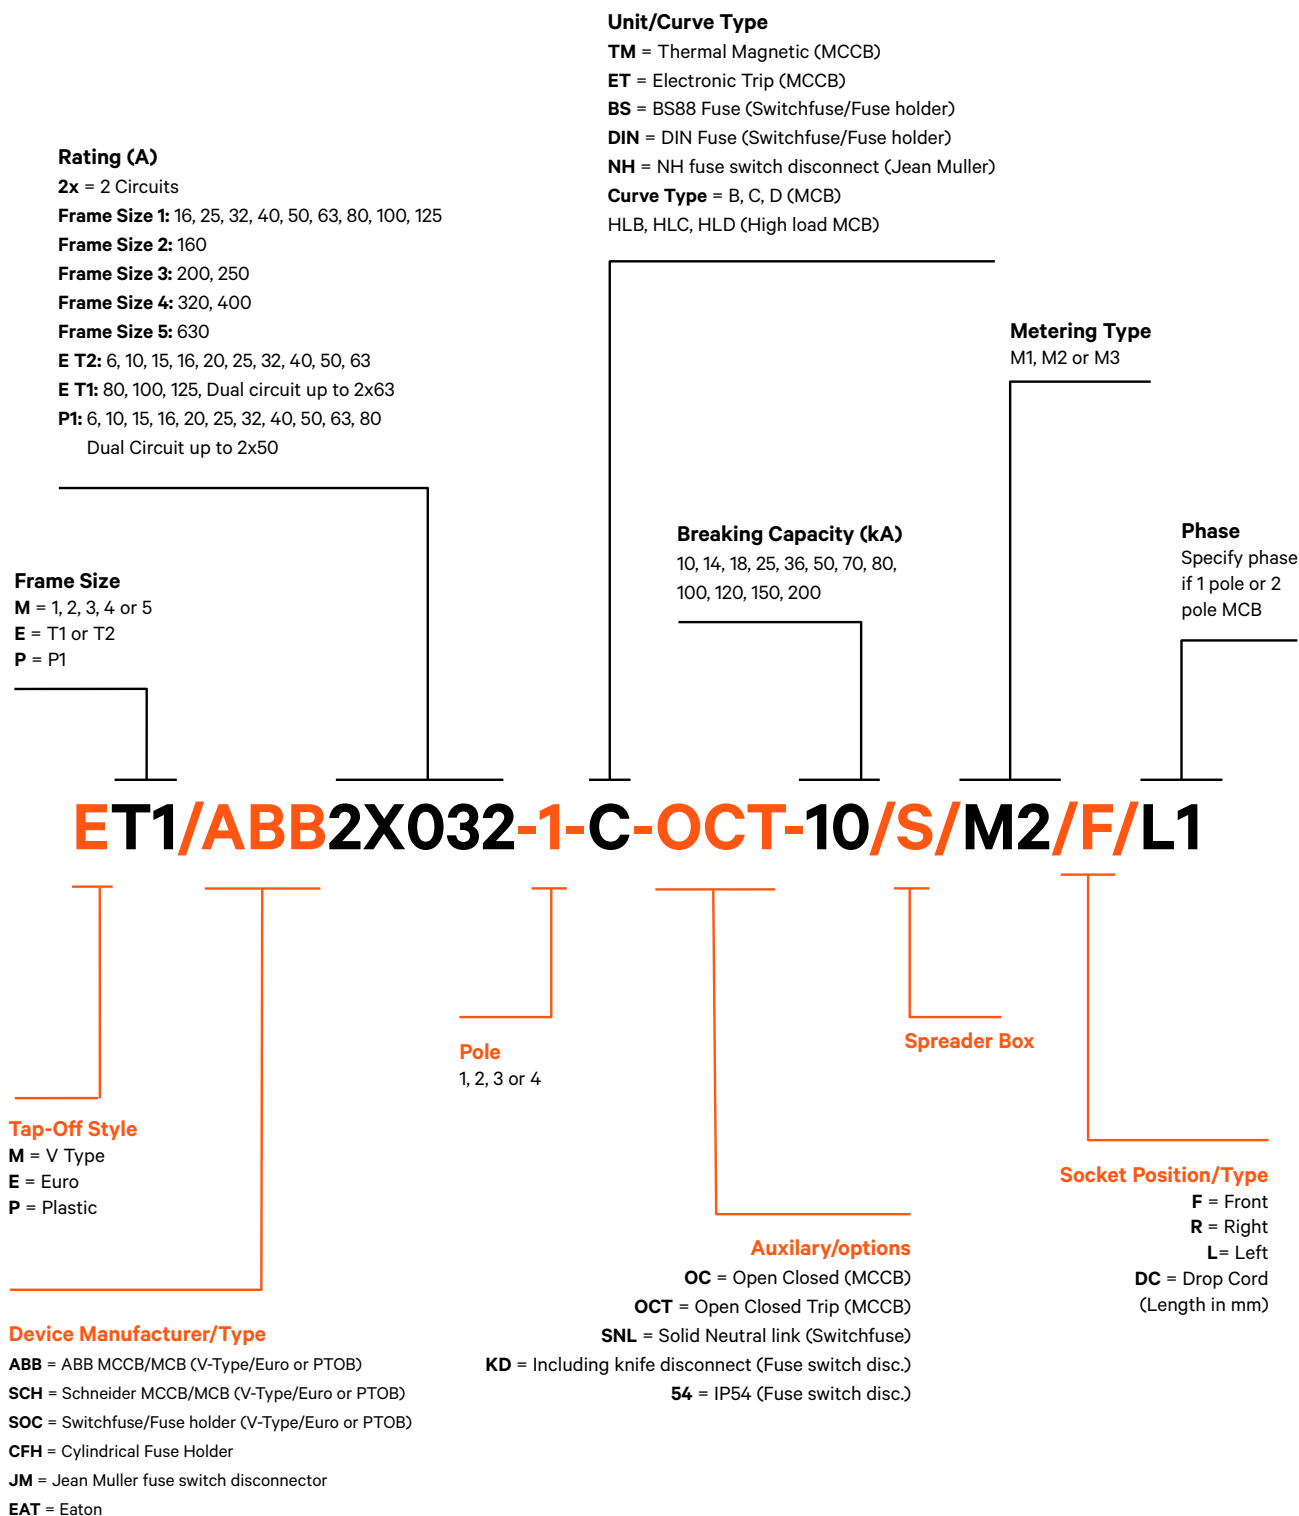 Unit/Curve Type
TM = Thermal Magnetic (MCCB)
ET = Electronic Trip (MCCB)
BS = BS88 Fuse (Switchfuse/Fuse holder)
DIN = DIN Fuse (Switchfuse/Fuse holder)
NH = NH fuse switch disconnect (Jean Muller)
Curve Type = B, C, D (MCB)
HLB, HLC, HLD (High load MCB)
Rating (A)
2x = 2 Circuits
Frame Size 1: 16, 25, 32, 40, 50, 63, 80, 100, 125
Frame Size 2: 160
Frame Size 3: 200, 250
Frame Size 4: 320, 400
Frame Size 5: 630
E T2: 6, 10, 15, 16, 20, 25, 32, 40, 50, 63
E T1: 80, 100, 125, Dual circuit up to 2x63
P1: 6, 10, 15, 16, 20, 25, 32, 40, 50, 63, 80
Dual Circuit up to 2x50
Metering Type
M1, M2 or M3
Breaking Capacity (kA)
10, 14, 18, 25, 36, 50, 70, 80,
100, 120, 150, 200
Phase
Specify phase
if 1 pole or 2
pole MCB
Frame Size
M = 1, 2, 3, 4 or 5
E = T1 or T2
P = P1
ET1/ABB2X032-1-C-OCT-10/S/M2/F/L1
Tap-Off Style
M = V Type
E = Euro
P = Plastic
Device Manufacturer/Type
ABB = ABB MCCB/MCB (V-Type/Euro or PTOB)
SCH = Schneider MCCB/MCB (V-Type/Euro or PTOB)
SOC = Switchfuse/Fuse holder (V-Type/Euro or PTOB)
CFH = Cylindrical Fuse Holder
JM = Jean Muller fuse switch disconnector
EAT = Eaton
Pole
1, 2, 3 or 4
Auxilary/options
OC = Open Closed (MCCB)
OCT = Open Closed Trip (MCCB)
SNL = Solid Neutral link (Switchfuse)
KD = Including knife disconnect (Fuse switch disc.)
54 = IP54 (Fuse switch disc.)
Spreader Box
Socket Position/Type
F = Front
R = Right
L= Left
DC = Drop Cord
(Length in mm)